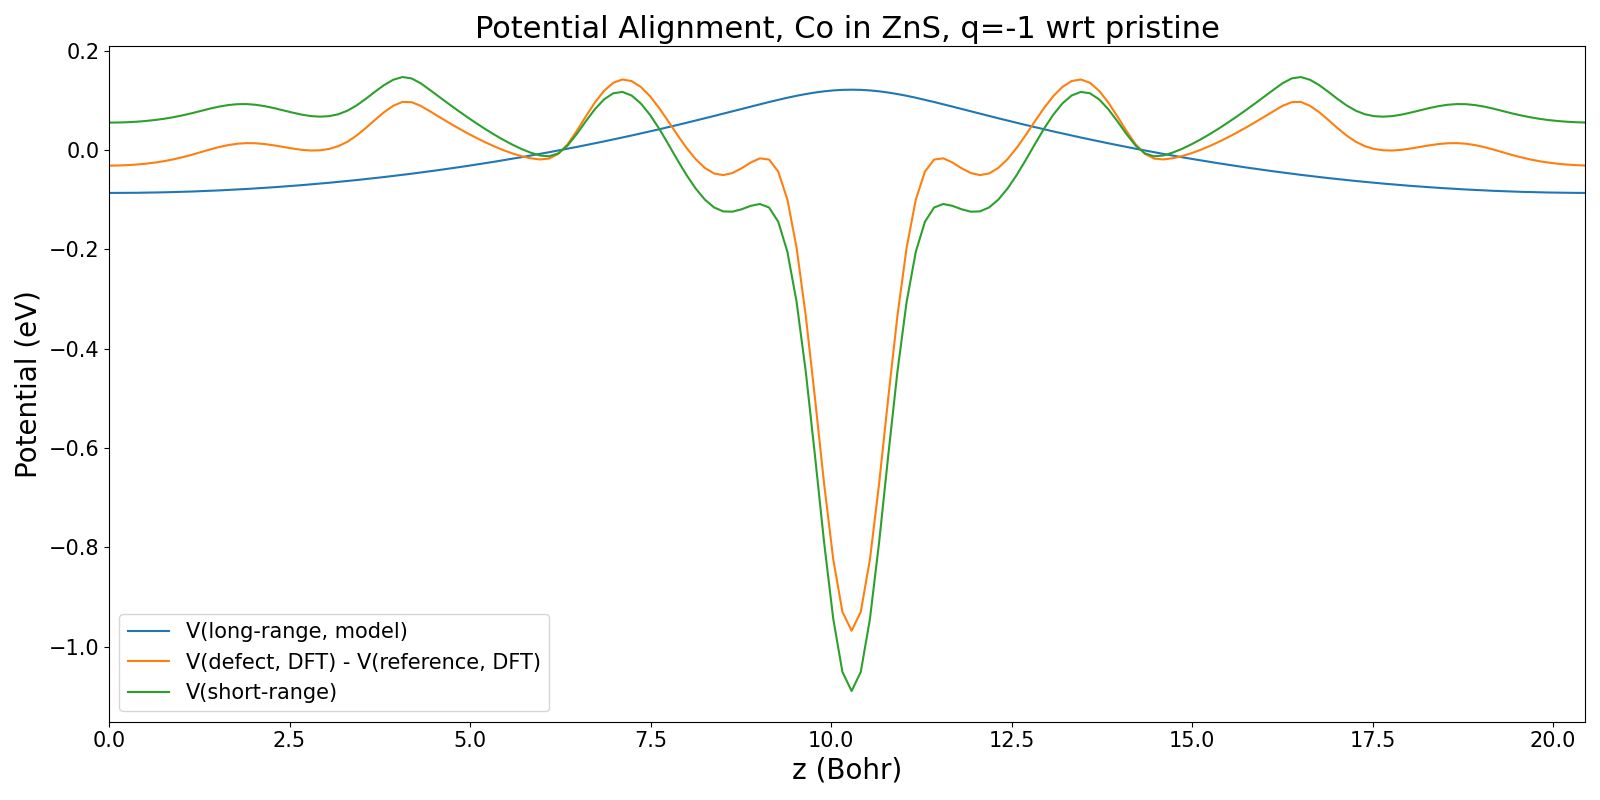 Potential Alignment, Co in ZnS, q=-1 wrt pristine
0.2
0.0
−0.2
−0.4
−0.6
−0.8
−1.0
Potential (eV)
V(long-range, model)
V(defect, DFT) - V(reference, DFT)
V(short-range)
0.0 2.5 5.0 7.5 10.0 12.5 15.0 17.5 20.0
z (Bohr)